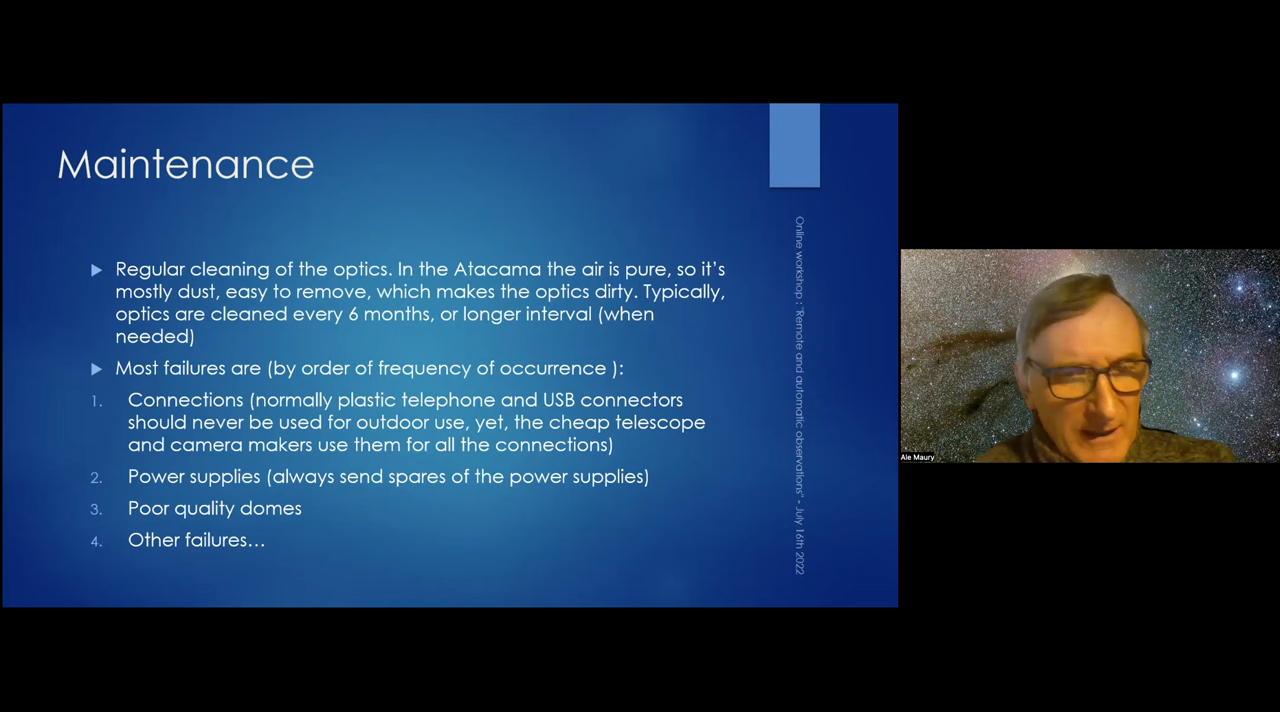 Maintenance
Regular cleaning of the optics. In the Atacama the air is pure, so it's
mostly dust, easy to remove, which makes the optics dirty. Typically,
optics are cleaned every 6 months, or longer interval (when
needed)
Most failures are (by order of frequency of occurrence ):
1. Connections (normally plastic telephone and USB connectors
should never be used for outdoor use, yet, the cheap telescope
and camera makers use them for all the connections)
2. Power supplies (always send spares of the power supplies)
3. Poor quality domes
4. Other failures…
Online workshop : "Remote and automatic observations" - July 16th 2022
Ale Maury